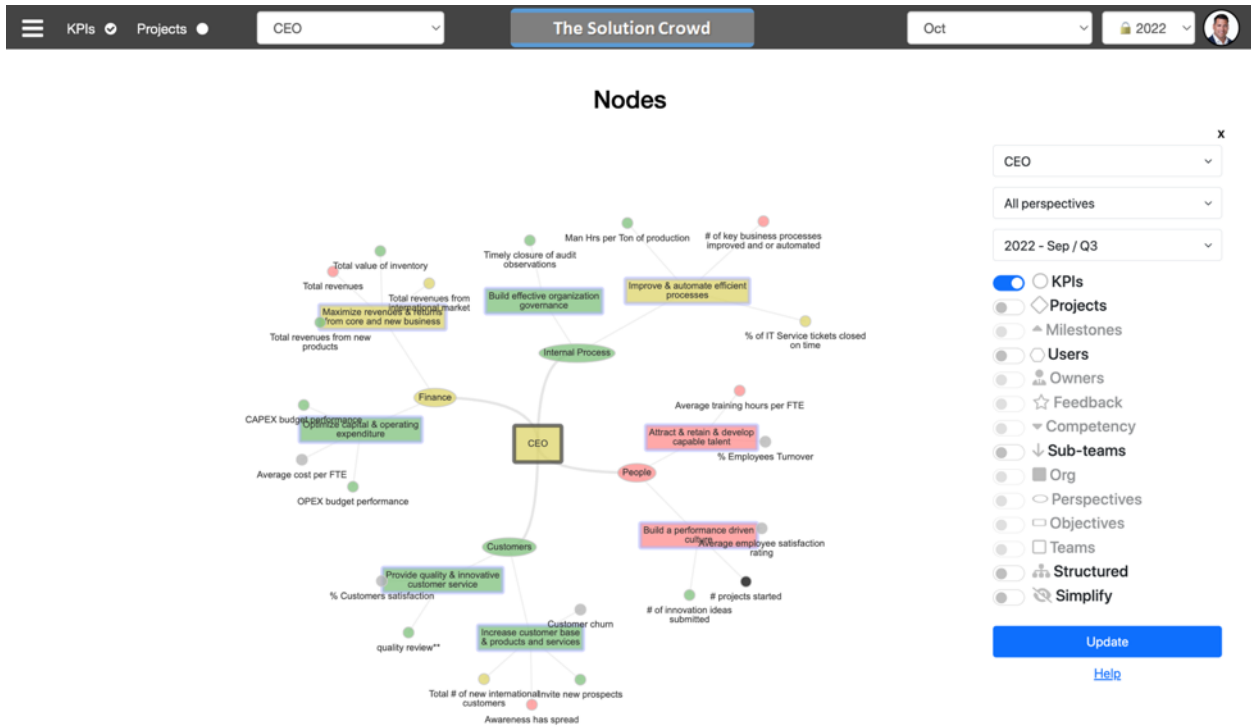 KPIs
Projects
CEO
The Solution Crowd
Oct
2022
Nodes
x
CEO
All perspectives
2022 - Sep / Q3
KPIs
Projects
Milestones
Users
Owners
Feedback
Competency
Sub-teams
Org
Perspectives
Objectives
Teams
Structured
Simplify
Update
Help
Man Hrs per Ton of production
# of key business processes
improved and or automated
Timely closure of audit
observations
Total value of inventory
Total revenues
Total revenues from
international market
Maximize revenues & returns
from core and new business
Total revenues from new
products
Build effective organization
governance
Improve & automate efficient
processes
% of IT Service tickets closed
on time
Internal Process
Finance
Average training hours per FTE
CAPEX budget performance
Optimize capital & operating
expenditure
Attract & retain & develop
capable talent
CEO
% Employees Turnover
Average cost per FTE
People
OPEX budget performance
Build a performance driven
culture
Average employee satisfaction
rating
Customers
Provide quality & innovative
customer service
% Customers satisfaction
# projects started
# of innovation ideas
submitted
Customer churn
Increase customer base
& products and services
quality review**
Total # of new international
customers
Invite new prospects
Awareness has spread